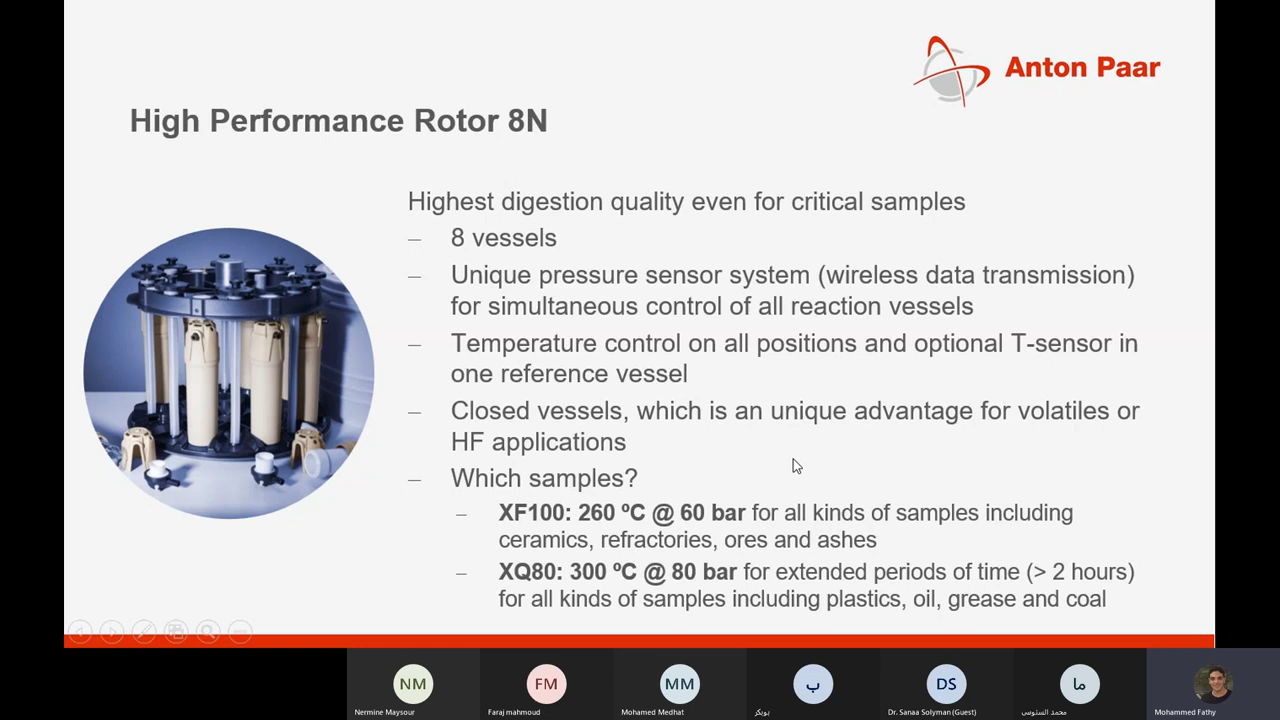 Anton Paar
High Performance Rotor 8N
Highest digestion quality even for critical samples
– 8 vessels
– Unique pressure sensor system (wireless data transmission)
for simultaneous control of all reaction vessels
– Temperature control on all positions and optional T-sensor in
one reference vessel
– Closed vessels, which is an unique advantage for volatiles or
HF applications
– Which samples?
– XF100: 260 ºC @ 60 bar for all kinds of samples including
ceramics, refractories, ores and ashes
– XQ80: 300 ºC @ 80 bar for extended periods of time (> 2 hours)
for all kinds of samples including plastics, oil, grease and coal
NM
FM
MM
ب
DS
ما
Nermine Maysour
Faraj mahmoud
Mohamed Medhat
بوبكر
Dr. Sanaa Solyman (Guest)
محمد السنوسى
Mohammed Fathy